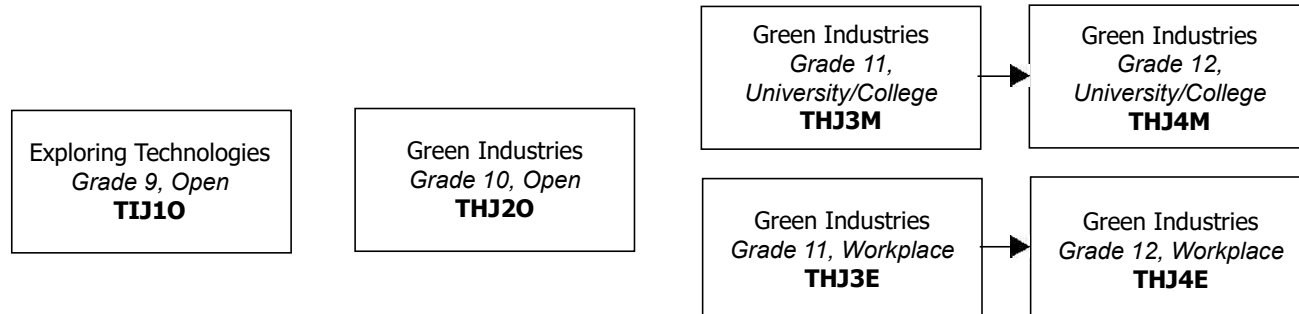 Exploring Technologies
Grade 9, Open
TIJ1O
Green Industries
Grade 10, Open
THJ2O
Green Industries
Grade 11,
University/College
THJ3M
Green Industries
Grade 12,
University/College
THJ4M
Green Industries
Grade 11, Workplace
THJ3E
Green Industries
Grade 12, Workplace
THJ4E